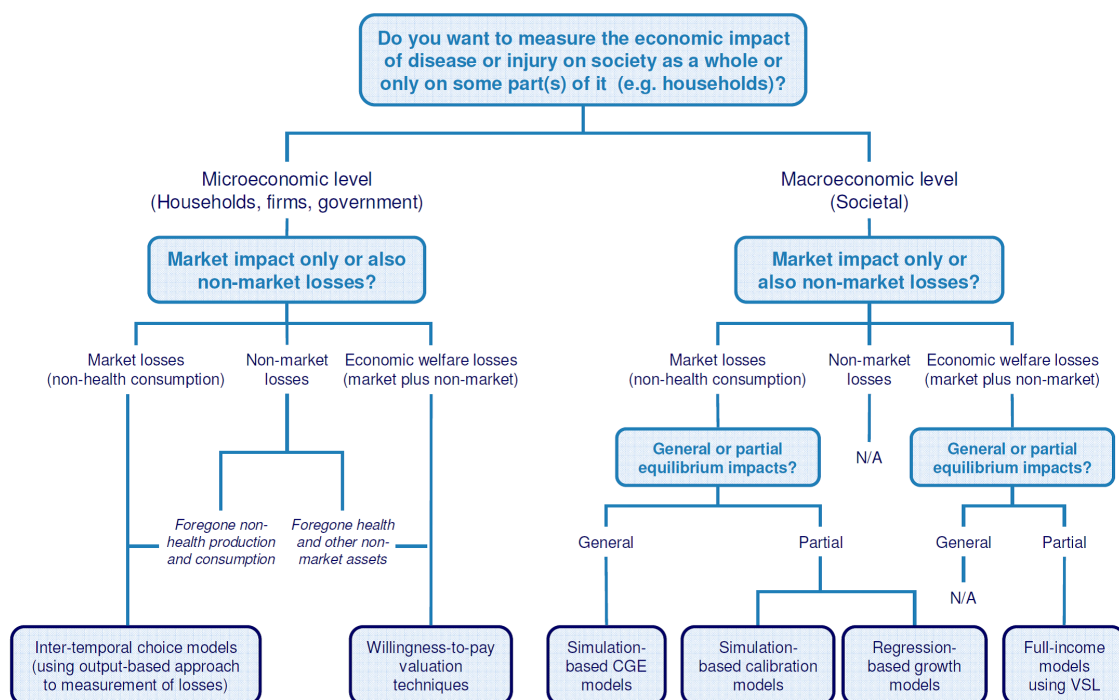 Do you want to measure the economic impact
of disease or injury on society as a whole or
only on some part(s) of it (e.g. households)?
Microeconomic level
(Households, firms, government)
Macroeconomic level
(Societal)
Market impact only or also
non-market losses?
Market impact only or
also non-market losses?
Market losses
(non-health consumption)
Non-market
losses
Economic welfare losses
(market plus non-market)
Market losses
(non-health consumption)
Non-market
losses
Economic welfare losses
(market plus non-market)
General or partial
equilibrium impacts?
N/A
General or partial
equilibrium impacts?
Foregone non-
health production
and consumption
Foregone health
and other non-
market assets
General
Partial
General
Partial
N/A
Inter-temporal choice models
(using output-based approach
to measurement of losses)
Willingness-to-pay
valuation
techniques
Simulation-
based CGE
models
Simulation-
based calibration
models
Regression-
based growth
models
Full-income
models
using VSL